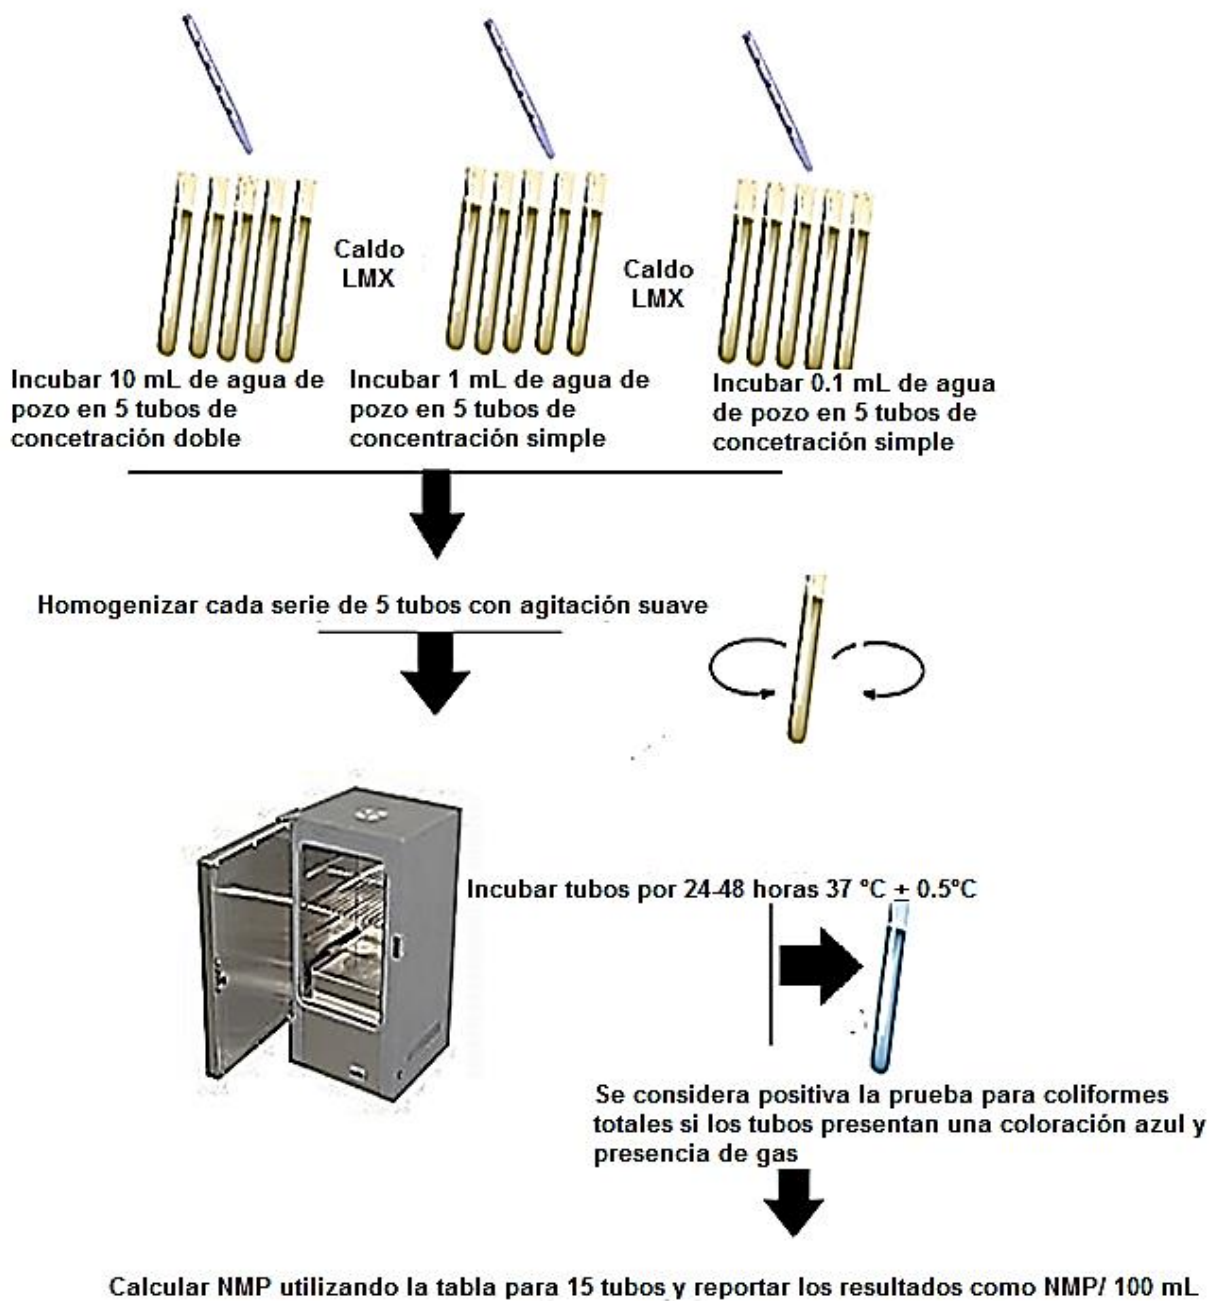 Caldo
LMX
Caldo
LMX
Incubar 10 mL de agua de
pozo en 5 tubos de
concetración doble
Incubar 1 mL de agua de
pozo en 5 tubos de
concentración simple
Incubar 0.1 mL de agua
de pozo en 5 tubos de
concetración simple
Homogenizar cada serie de 5 tubos con agitación suave
Incubar tubos por 24-48 horas 37 °C ± 0.5°C
Se considera positiva la prueba para coliformes
totales si los tubos presentan una coloración azul y
presencia de gas
Calcular NMP utilizando la tabla para 15 tubos y reportar los resultados como NMP/ 100 mL